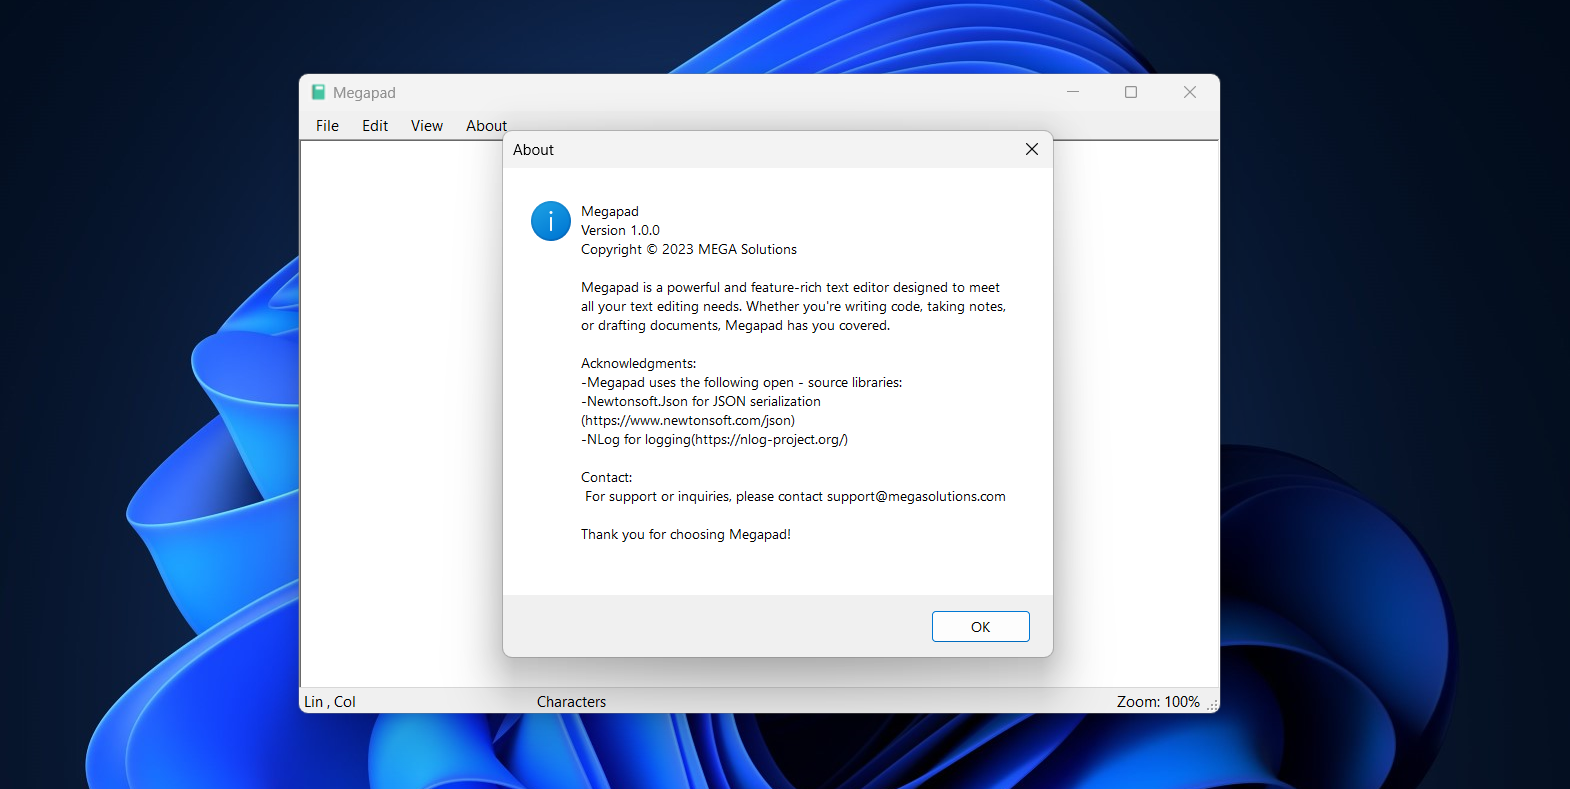 Megapad
File Edit View About
About
Megapad
Version 1.0.0
Copyright © 2023 MEGA Solutions
Megapad is a powerful and feature-rich text editor designed to meet
all your text editing needs. Whether you're writing code, taking notes,
or drafting documents, Megapad has you covered.
Acknowledgments:
-Megapad uses the following open - source libraries:
-Newtonsoft.Json for JSON serialization
(https://www.newtonsoft.com/json)
-NLog for logging(https://nlog-project.org/)
Contact:
For support or inquiries, please contact support@megasolutions.com
Thank you for choosing Megapad!
OK
Lin , Col Characters Zoom: 100%